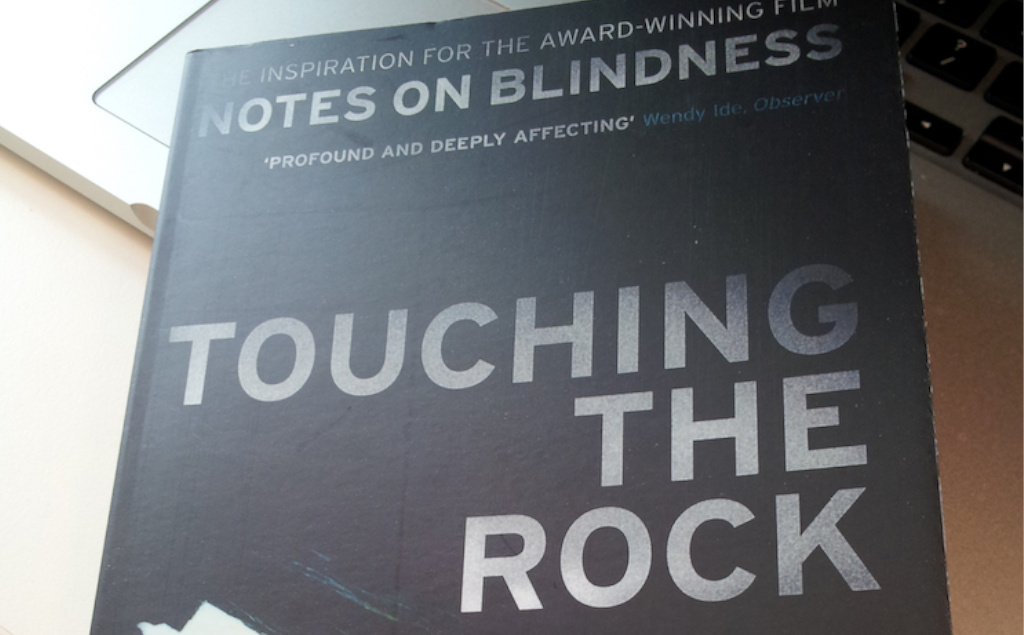 THE INSPIRATION FOR THE AWARD-WINNING FILM
NOTES ON BLINDNESS
'PROFOUND AND DEEPLY AFFECTING' Wendy Ide, Observer
TOUCHING
THE
ROCK